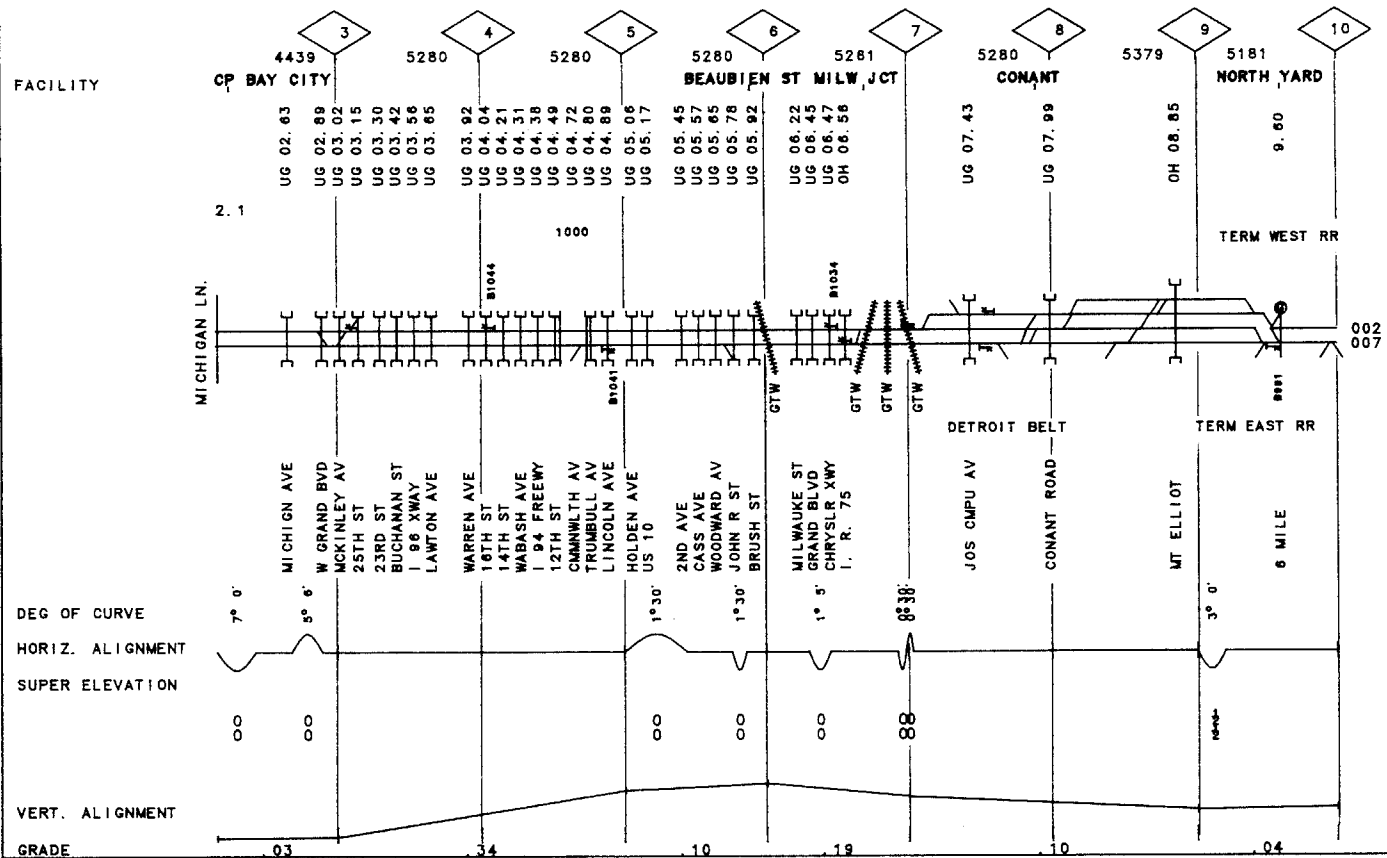 3 4 5 6 7 8 9 10
4439 5280 5280 5280 5281 5280 5379 5181
FACILITY CP BAY CITY BEAUBIEN ST MILW JCT CONANT NORTH YARD
UG 02.63
UG 02.89
UG 03.02
UG 03.15
UG 03.30
UG 03.42
UG 03.56
UG 03.65
UG 03.92
UG 04.04
UG 04.21
UG 04.31
UG 04.38
UG 04.49
UG 04.72
UG 04.80
UG 04.89
UG 05.06
UG 05.17
UG 05.45
UG 05.57
UG 05.65
UG 05.78
UG 05.92
UG 06.22
UG 06.45
UG 06.47
OH 06.56
UG 07.43
UG 07.99
OH 08.85
9.60
2.1
1000
TERM WEST RR
MICHIGAN LN.
B1044
B1034
002
007
B1041
GTW
GTW
GTW
GTW
B981
DETROIT BELT
TERM EAST RR
MICHIGN AVE
W GRAND BVD
MCKINLEY AV
25TH ST
23RD ST
BUCHANAN ST
I 96 XWAY
LAWTON AVE
WARREN AVE
16TH ST
14TH ST
WABASH AVE
I 94 FREEWY
12TH ST
CMMNWLTH AV
TRUMBULL AV
LINCOLN AVE
HOLDEN AVE
US 10
2ND AVE
CASS AVE
WOODWARD AV
JOHN R ST
BRUSH ST
MILWAUKE ST
GRAND BLVD
CHRYSLR XWY
I. R. 75
JOS CMPU AV
CONANT ROAD
MT ELLIOT
6 MILE
DEG OF CURVE 7° 0' 5° 6' 1°30' 1°30' 1° 5' 3° 0'
HORIZ. ALIGNMENT
SUPER ELEVATION
0 0 0 0 0
0 0 0 0 0
VERT. ALIGNMENT
GRADE .03 .34 .10 .19 .10 .04